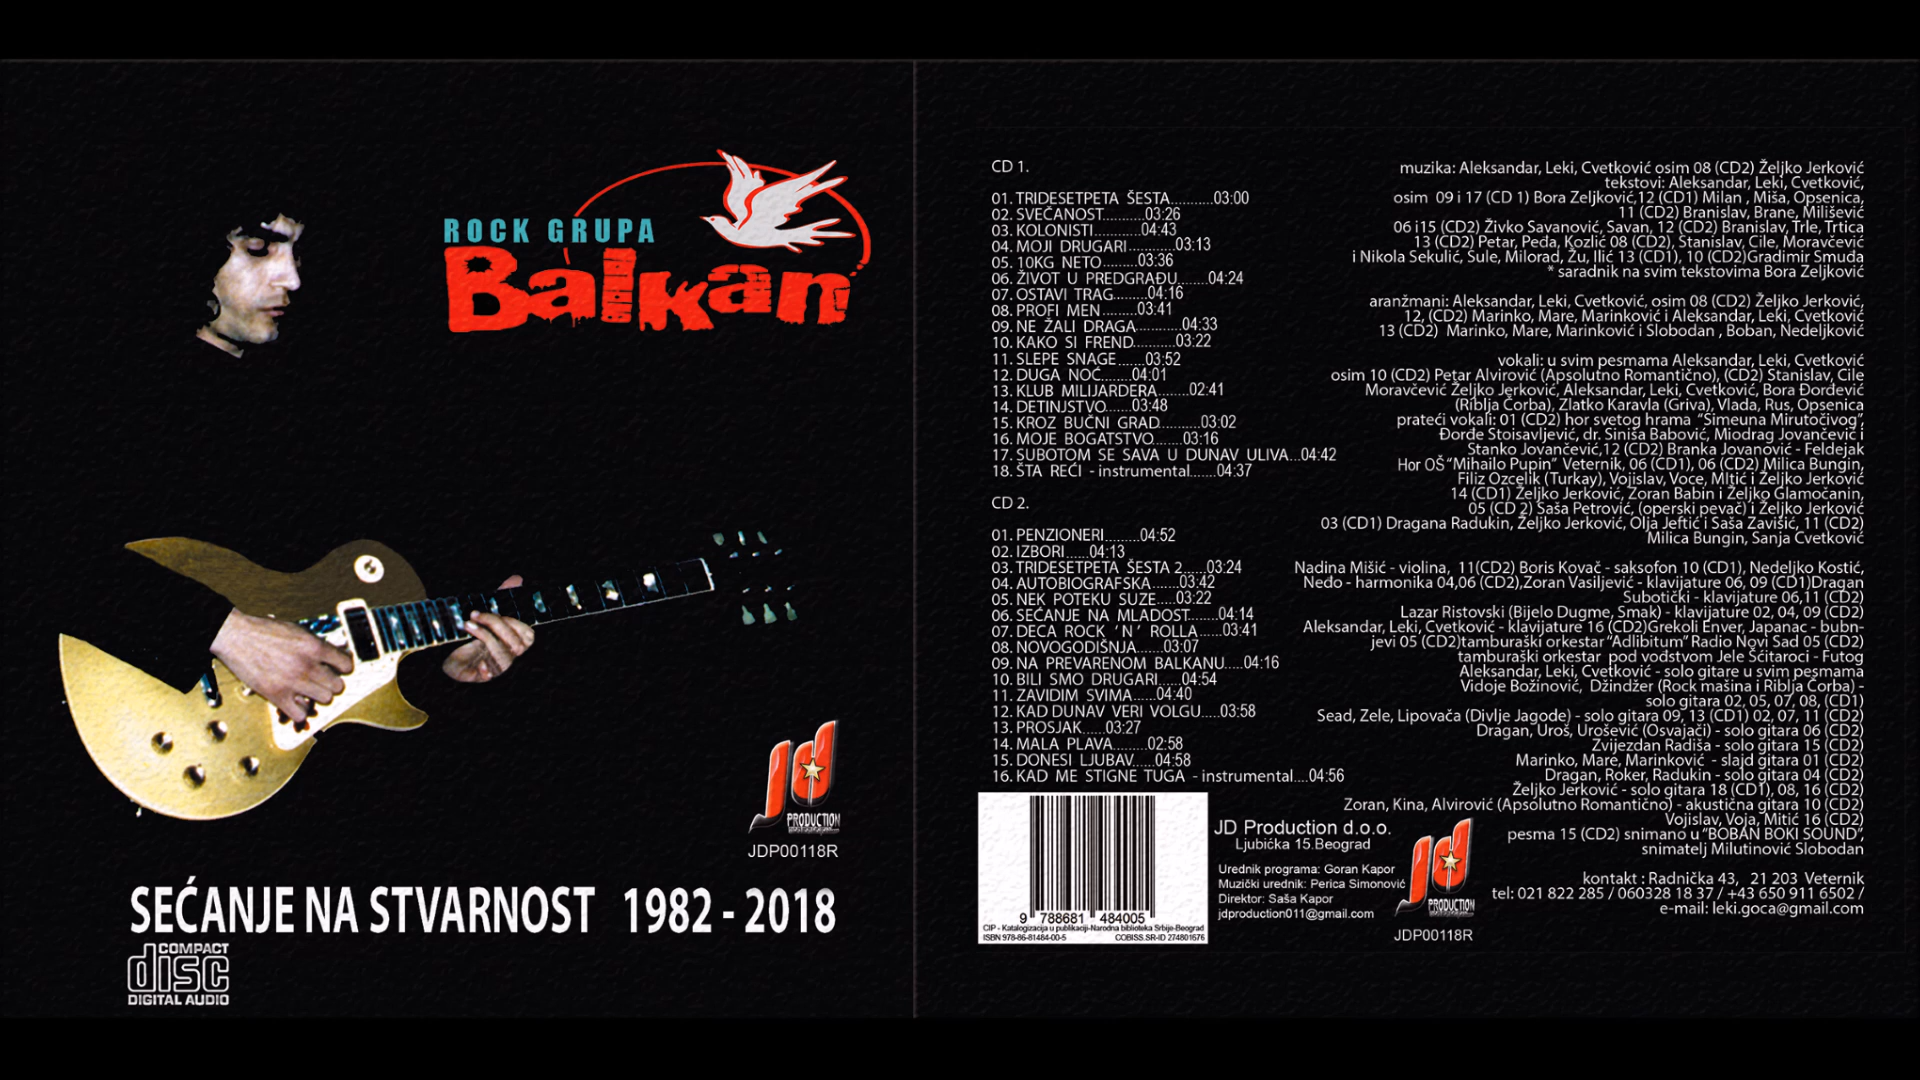 ROCK GRUPA
Balkan
PRODUCTION
JDP00118R
SEĆANJE NA STVARNOST 1982 - 2018
COMPACT
disc
DIGITAL AUDIO
CD 1.
01. TRIDESETPETA ŠESTA...........03:00
02. SVEČANOST..........03:26
03. KOLONISTI............04:43
04. MOJI DRUGARI............03:13
05. 10KG NETO.........03:36
06. ŽIVOT U PREDGRAĐU........04:24
07. OSTAVI TRAG.........04:16
08. PROFI MEN.........03:41
09. NE ŽALI DRAGA............04:33
10. KAKO SI FREND...........03:22
11. SLEPE SNAGE.......03:52
12. DUGA NOĆ........04:01
13. KLUB MILIJARDERA........02:41
14. DETINJSTVO.......03:48
15. KROZ BUČNI GRAD...........03:02
16. MOJE BOGATSTVO........03:16
17. SUBOTOM SE SAVA U DUNAV ULIVA...04:42
18. ŠTA REĆI - instrumental.......04:37
CD 2.
01. PENZIONERI.........04:52
02. IZBORI......04:13
03. TRIDESETPETA ŠESTA 2......03:24
04. AUTOBIOGRAFSKA.......03:42
05. NEK POTEKU SUZE.....03:22
06. SEĆANJE NA MLADOST........04:14
07. DECA ROCK 'N' ROLLA......03:41
08. NOVOGODIŠNJA.......03:07
09. NA PREVARENOM BALKANU.....04:16
10. BILI SMO DRUGARI......04:54
11. ZAVIDIM SVIMA......04:40
12. KAD DUNAV VERI VOLGU.....03:58
13. PROSJAK......03:27
14. MALA PLAVA.........02:58
15. DONESI LJUBAV......04:58
16. KAD ME STIGNE TUGA - instrumental....04:56
muzika: Aleksandar, Leki, Cvetković osim 08 (CD2) Željko Jerković
tekstovi: Aleksandar, Leki, Cvetković,
osim 09 i 17 (CD 1) Bora Zeljković,12 (CD1) Milan , Miša, Opsenica,
11 (CD2) Branislav, Brane, Milišević
06 i15 (CD2) Živko Savanović, Savan, 12 (CD2) Branislav, Trle, Trtica
13 (CD2) Petar, Peda, Kozlić 08 (CD2), Stanislav, Cile, Moravčević
i Nikola Sekulić, Šule, Milorad, Žu, Ilić 13 (CD1), 10 (CD2)Gradimir Smuda
* saradnik na svim tekstovima Bora Zeljković
aranžmani: Aleksandar, Leki, Cvetković, osim 08 (CD2) Željko Jerković,
12, (CD2) Marinko, Mare, Marinković i Aleksandar, Leki, Cvetković
13 (CD2) Marinko, Mare, Marinković i Slobodan , Boban, Nedeljković
vokali: u svim pesmama Aleksandar, Leki, Cvetković
osim 10 (CD2) Petar Alvirović (Apsolutno Romantično), (CD2) Stanislav, Cile
Moravčević Željko Jerković, Aleksandar, Leki, Cvetković, Bora Đorđević
(Riblja Čorba), Zlatko Karavla (Griva), Vlada, Rus, Opsenica
prateći vokali: 01 (CD2) hor svetog hrama "Simeuna Mirutočivog",
Đorđe Stoisavljević, dr. Siniša Babović, Miodrag Jovančević i
Stanko Jovančević,12 (CD2) Branka Jovanović - Feldejak
Hor OŠ "Mihailo Pupin" Veternik, 06 (CD1), 06 (CD2) Milica Bungin,
Filiz Ozcelik (Turkay), Vojislav, Voce, MItić i Željko Jerković
14 (CD1) Željko Jerković, Zoran Babin i Željko Glamočanin,
05 (CD 2) Saša Petrović, (operski pevač) i Željko Jerković
03 (CD1) Dragana Radukin, Željko Jerković, Olja Jeftić i Saša Zavišić, 11 (CD2)
Milica Bungin, Sanja Cvetković
Nadina Mišić - violina, 11(CD2) Boris Kovač - saksofon 10 (CD1), Nedeljko Kostić,
Nedo - harmonika 04,06 (CD2),Zoran Vasiljević - klavijature 06, 09 (CD1)Dragan
Subotički - klavijature 06,11 (CD2)
Lazar Ristovski (Bijelo Dugme, Smak) - klavijature 02, 04, 09 (CD2)
Aleksandar, Leki, Cvetković - klavijature 16 (CD2)Grekoli Enver, Japanac - bubn-
jevi 05 (CD2)tamburaški orkestar "Adlibitum" Radio Novi Sad 05 (CD2)
tamburaški orkestar pod vođstvom Jele Šćitaroci - Futog
Aleksandar, Leki, Cvetković - solo gitare u svim pesmama
Vidoje Božinović, Džindžer (Rock mašina i Riblja Čorba) -
solo gitara 02, 05, 07, 08, (CD1)
Sead, Zele, Lipovača (Divlje Jagode) - solo gitara 09, 13 (CD1) 02, 07, 11 (CD2)
Dragan, Uroš, Urošević (Osvajači) - solo gitara 06 (CD2)
Zvijezdan Radiša - solo gitara 15 (CD2)
Marinko, Mare, Marinković - slajd gitara 01 (CD2)
Dragan, Roker, Radukin - solo gitara 04 (CD2)
Željko Jerković - solo gitara 18 (CD1), 08, 16 (CD2)
Zoran, Kina, Alvirović (Apsolutno Romantično) - akustična gitara 10 (CD2)
Vojislav, Voja, Mitić 16 (CD2)
pesma 15 (CD2) snimano u "BOBAN BOKI SOUND",
snimatelj Milutinović Slobodan
kontakt : Radnička 43, 21 203 Veternik
tel: 021 822 285 / 060328 18 37 / +43 650 911 6502 /
e-mail: leki.goca@gmail.com
9 788681 484005
CIP - Katalogizacija u publikaciji-Narodna biblioteka Srbije-Beograd
ISBN 978-86-81484-00-5 COBISS.SR-ID 274801676
JD Production d.o.o.
Ljubička 15.Beograd
Urednik programa: Goran Kapor
Muzički urednik: Perica Simonović
Direktor: Saša Kapor
jdproduction011@gmail.com
PRODUCTION
JDP00118R